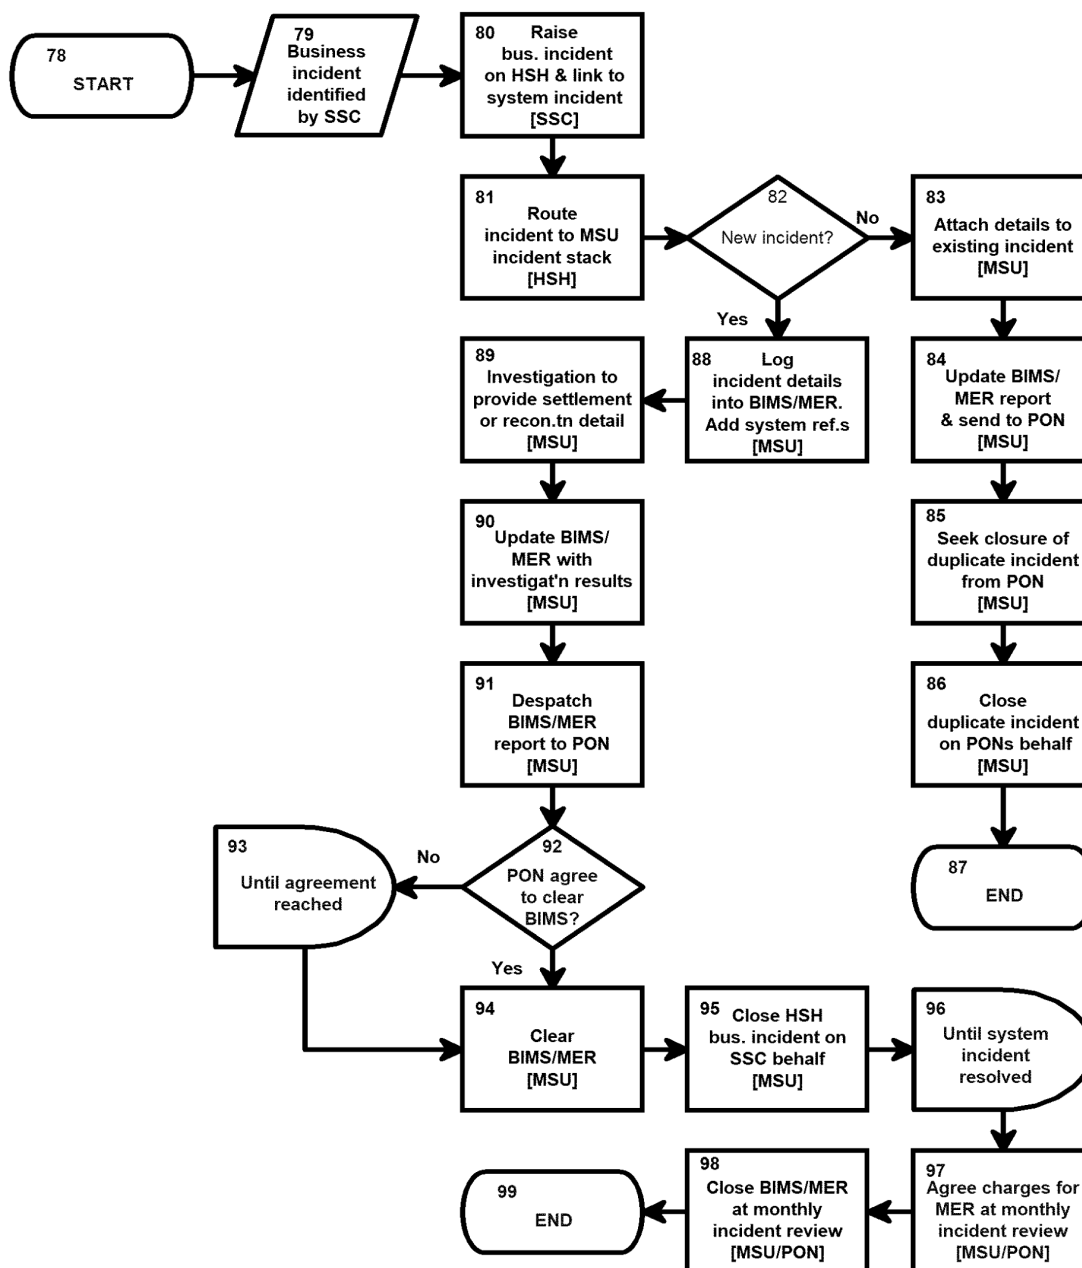 78
START
79
Business
incident
identified
by SSC
80
Raise
bus. incident
on HSH & link to
system incident
[SSC]
81
Route
incident to MSU
incident stack
[HSH]
82
New incident?
No
Yes
83
Attach details to
existing incident
[MSU]
84
Update BIMS/
MER report
& send to PON
[MSU]
85
Seek closure of
duplicate incident
from PON
[MSU]
86
Close
duplicate incident
on PONs behalf
[MSU]
87
END
88
Log
incident details
into BIMS/MER.
Add system ref.s
[MSU]
89
Investigation to
provide settlement
or recon.tn detail
[MSU]
90
Update BIMS/
MER with
investigat'n results
[MSU]
91
Despatch
BIMS/MER
report to PON
[MSU]
92
PON agree
to clear
BIMS?
No
Yes
93
Until agreement
reached
94
Clear
BIMS/MER
[MSU]
95
Close HSH
bus. incident on
SSC behalf
[MSU]
96
Until system
incident
resolved
97
Agree charges for
MER at monthly
incident review
[MSU/PON]
98
Close BIMS/MER
at monthly
incident review
[MSU/PON]
99
END